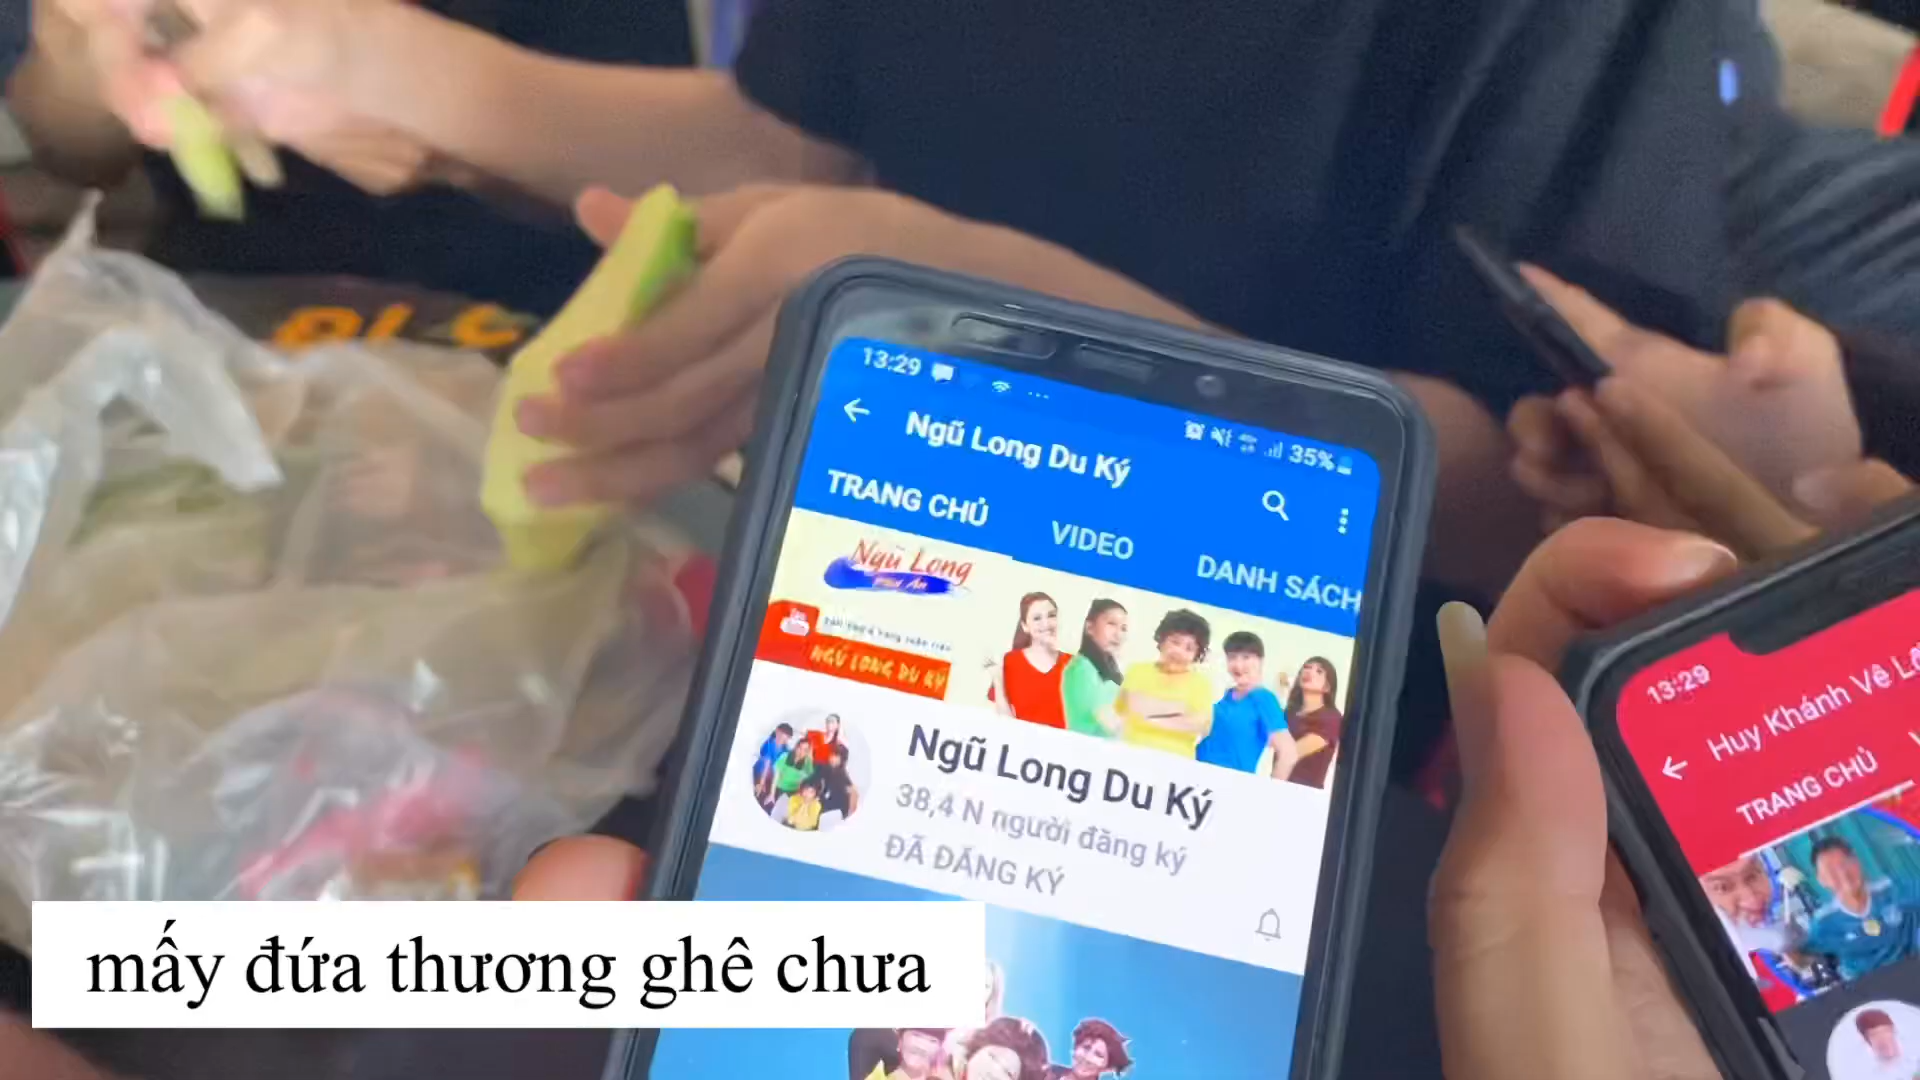 13:29
35%
Ngũ Long Du Ký
TRANG CHỦ
VIDEO
DANH SÁCH
Ngũ Long
NGŨ LONG DU KÝ
Ngũ Long Du Ký
38,4 N người đăng ký
ĐÃ ĐĂNG KÝ
13:29
Huy Khánh Vê
TRANG CHỦ
mấy đứa thương ghê chưa